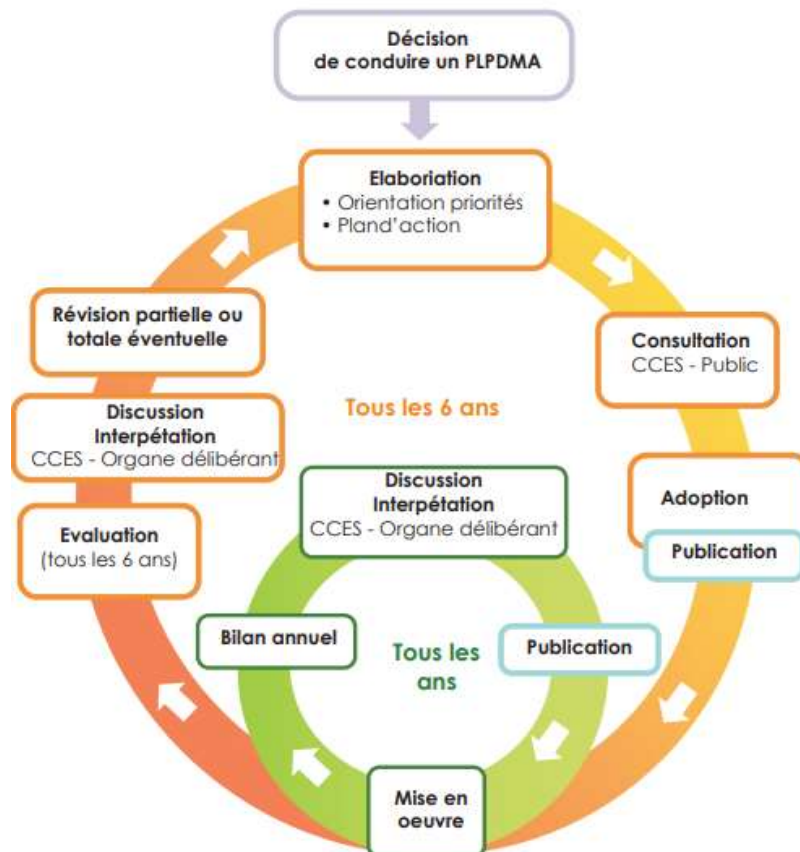 Décision
de conduire un PLPDMA
Elaboriation
• Orientation priorités
• Pland'action
Consultation
CCES - Public
Adoption
Publication
Révision partielle ou
totale éventuelle
Discussion
Interpétation
CCES - Organe délibérant
Evaluation
(tous les 6 ans)
Tous les 6 ans
Discussion
Interpétation
CCES - Organe délibérant
Bilan annuel
Tous les
ans
Publication
Mise en
oeuvre